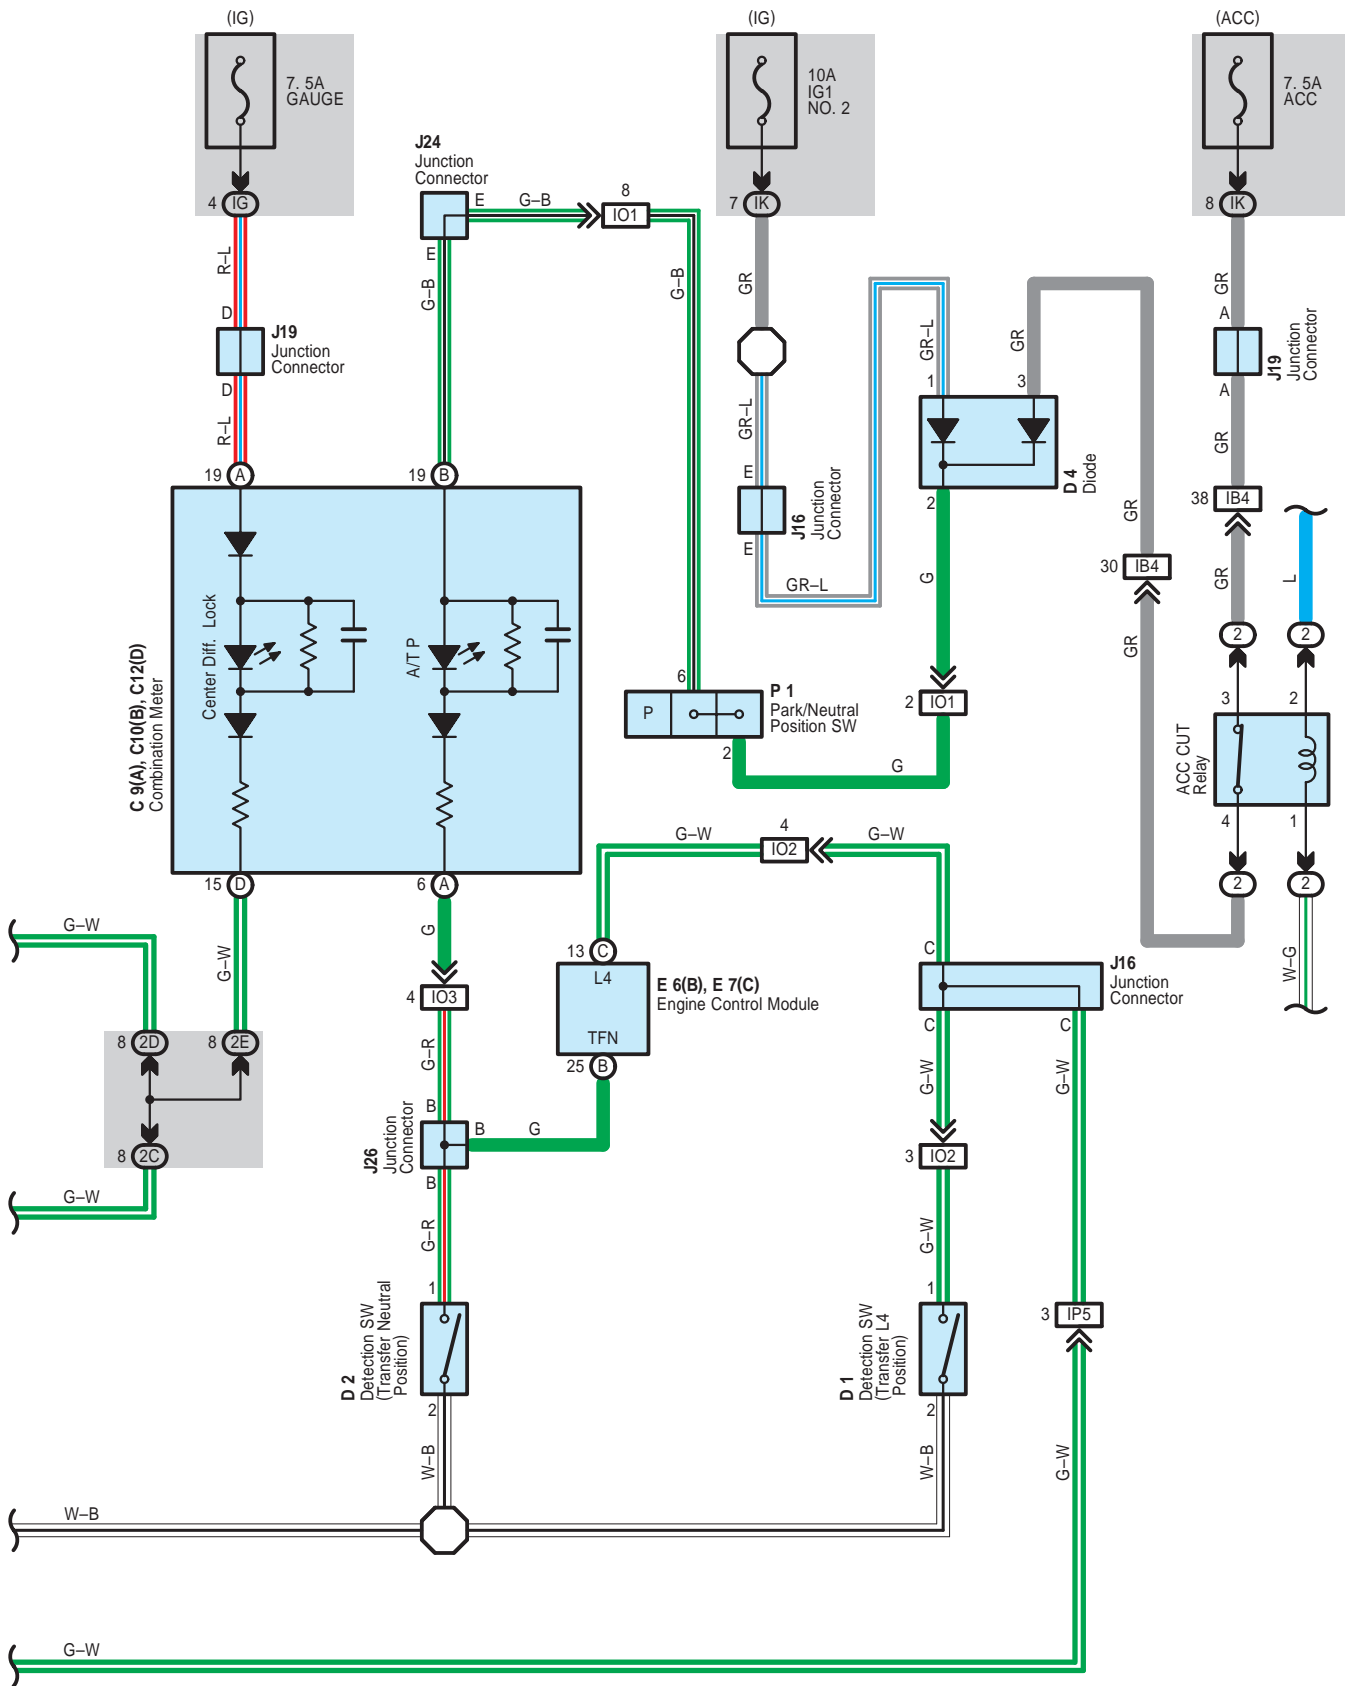 (IG)
(IG)
(ACC)
7. 5A
GAUGE
10A
IG1
NO. 2
7. 5A
ACC
J24
Junction
Connector
4 IG
E
G–B
8
IO1
7 IK
8 IK
R–L
E
G–B
G–B
GR
GR–L
GR
GR
D
J19
Junction
Connector
A
J19
Junction
Connector
D
R–L
GR–L
1
3
A
GR
19 A
19 B
E
J16
Junction
Connector
E
D 4
Diode
2
GR
38 IB4
GR–L
G
30 IB4
GR
L
GR
2
2
C 9(A), C10(B), C12(D)
Combination Meter
Center Diff. Lock
A/T P
6
P
P 1
Park/Neutral
Position SW
2 IO1
2
G
3
2
ACC CUT
Relay
4
1
G–W
4
IO2
G–W
15 D
6 A
2
2
G–W
G–W
G
13 C
L4
E 6(B), E 7(C)
Engine Control Module
TFN
25 B
C
J16
Junction
Connector
W–G
4 IO3
C
C
8 2D
8 2E
G–R
G–W
G–W
B
B
G
J26
Junction
Connector
8 2C
B
3 IO2
G–W
G–R
G–W
1
1
3 IP5
D 2
Detection SW
(Transfer Neutral
Position)
D 1
Detection SW
(Transfer L4
Position)
2
2
W–B
W–B
G–W
W–B
G–W